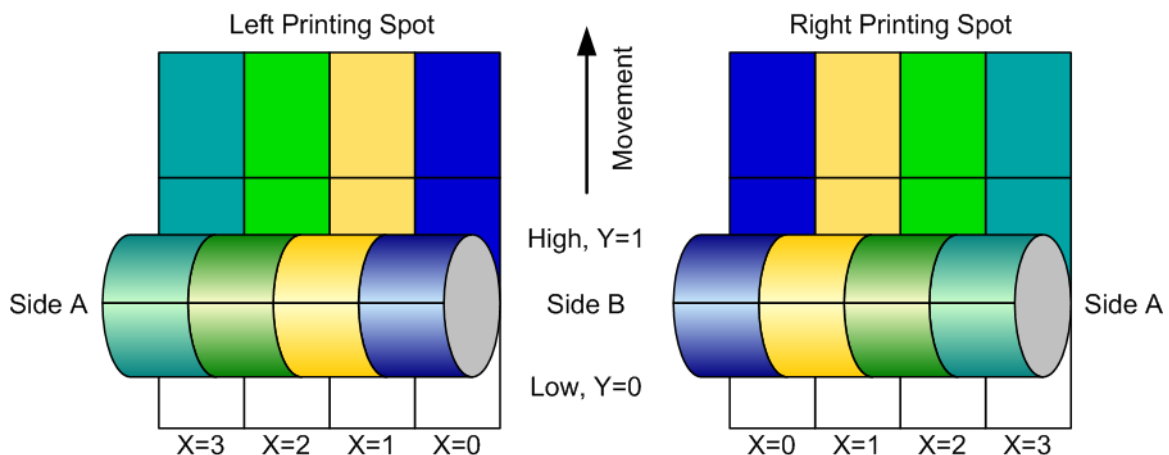 Left Printing Spot
Right Printing Spot
Movement
High, Y=1
Side A
Side B
Side A
Low, Y=0
X=3 X=2 X=1 X=0
X=0 X=1 X=2 X=3